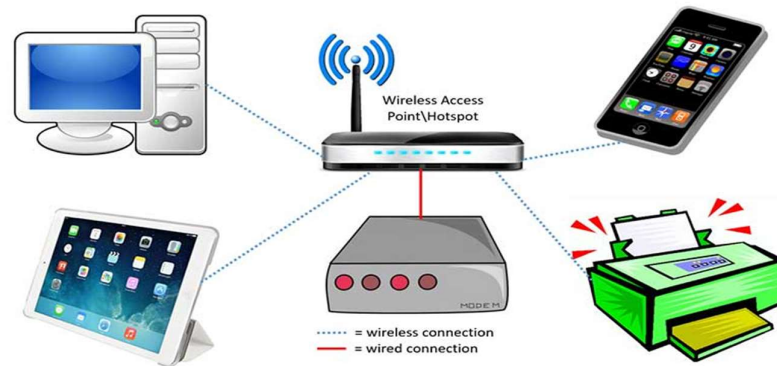 Wireless Access
Point\Hotspot
MODEM
= wireless connection
= wired connection